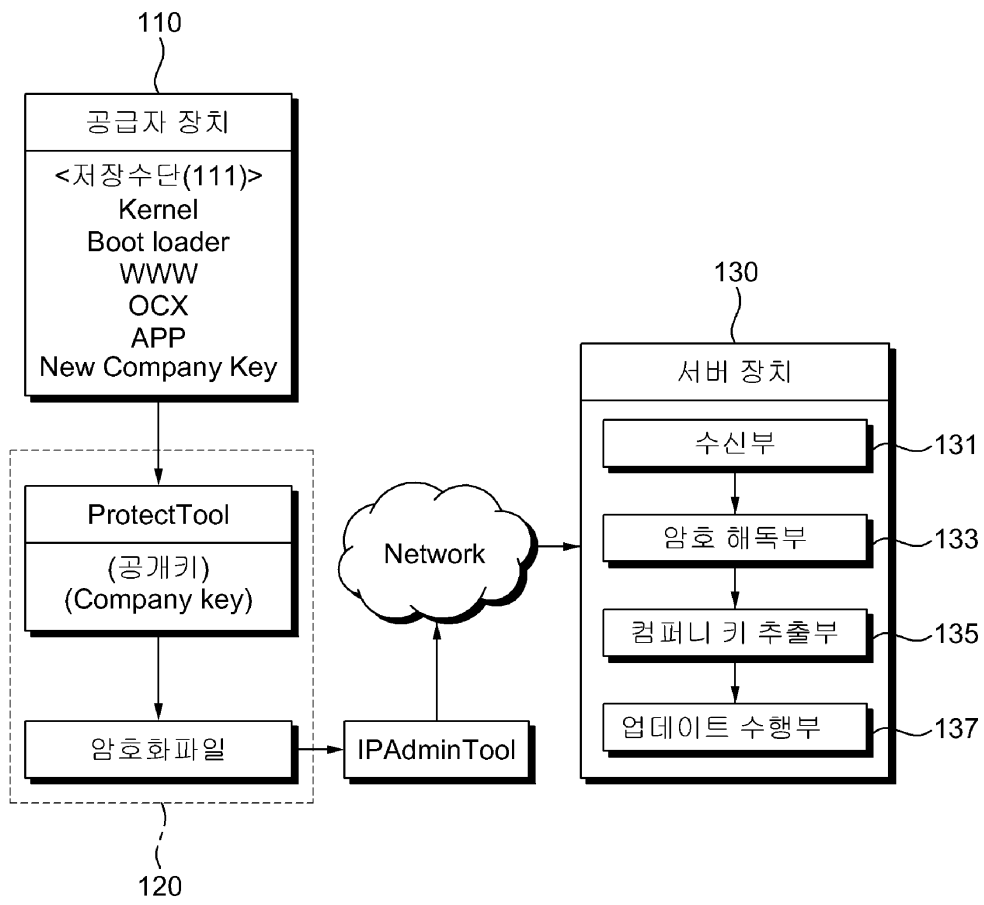 110
공급자 장치
<저장수단(111)>
Kernel
Boot loader
WWW
OCX
APP
New Company Key
ProtectTool
(공개키)
(Company key)
암호화파일
120
IPAdminTool
Network
130
서버 장치
수신부
131
암호 해독부
133
컴퍼니 키 추출부
135
업데이트 수행부
137